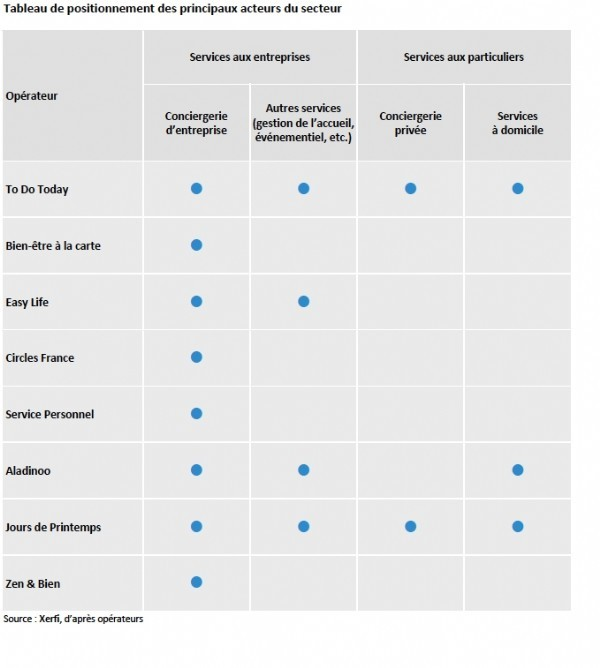 Tableau de positionnement des principaux acteurs du secteur
Opérateur
Services aux entreprises
Services aux particuliers
Conciergerie
d'entreprise
Autres services
(gestion de l'accueil,
événementiel, etc.)
Conciergerie
privée
Services
à domicile
To Do Today
Bien-être à la carte
Easy Life
Circles France
Service Personnel
Aladinoo
Jours de Printemps
Zen & Bien
Source : Xerfi, d'après opérateurs